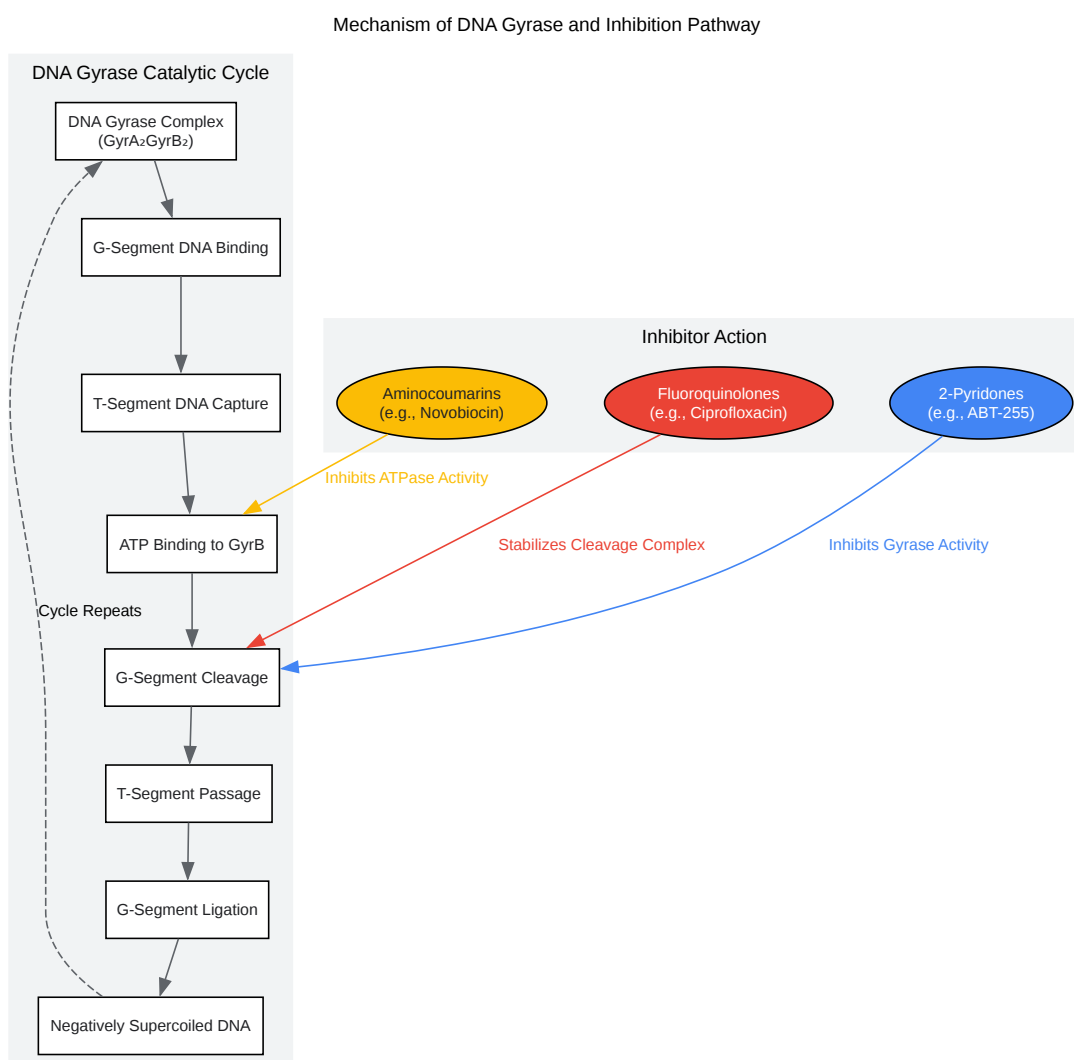 Mechanism of DNA Gyrase and Inhibition Pathway
DNA Gyrase Catalytic Cycle
DNA Gyrase Complex
(GyrA₂GyrB₂)
G-Segment DNA Binding
T-Segment DNA Capture
ATP Binding to GyrB
Cycle Repeats
G-Segment Cleavage
T-Segment Passage
G-Segment Ligation
Negatively Supercoiled DNA
Inhibitor Action
Aminocoumarins
(e.g., Novobiocin)
Fluoroquinolones
(e.g., Ciprofloxacin)
2-Pyridones
(e.g., ABT-255)
Inhibits ATPase Activity
Stabilizes Cleavage Complex
Inhibits Gyrase Activity